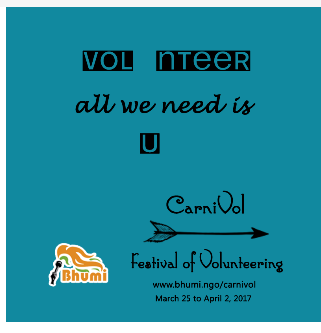 VOL NTEER
all we need is
U
CarniVol
Festival of Volunteering
Bhumi
www.bhumi.ngo/carnivol
March 25 to April 2, 2017